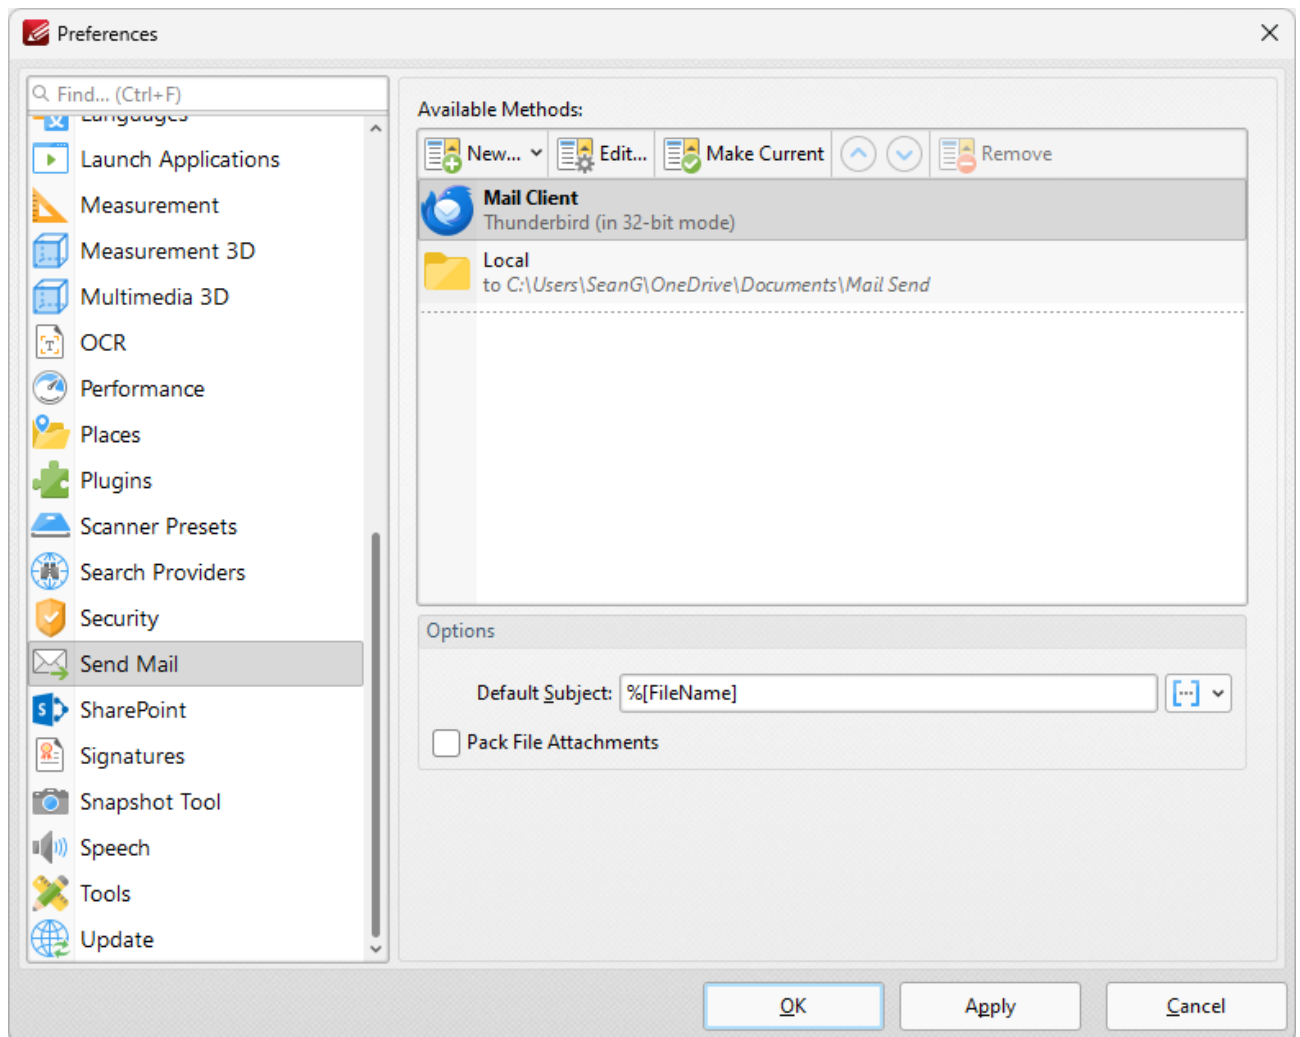 Preferences
Find... (Ctrl+F)
Languages
Launch Applications
Measurement
Measurement 3D
Multimedia 3D
OCR
Performance
Places
Plugins
Scanner Presets
Search Providers
Security
Send Mail
SharePoint
Signatures
Snapshot Tool
Speech
Tools
Update
Available Methods:
New... Edit... Make Current Remove
Mail Client
Thunderbird (in 32-bit mode)
Local
to C:\Users\SeanG\OneDrive\Documents\Mail Send
Options
Default Subject: %[FileName]
Pack File Attachments
OK Apply Cancel